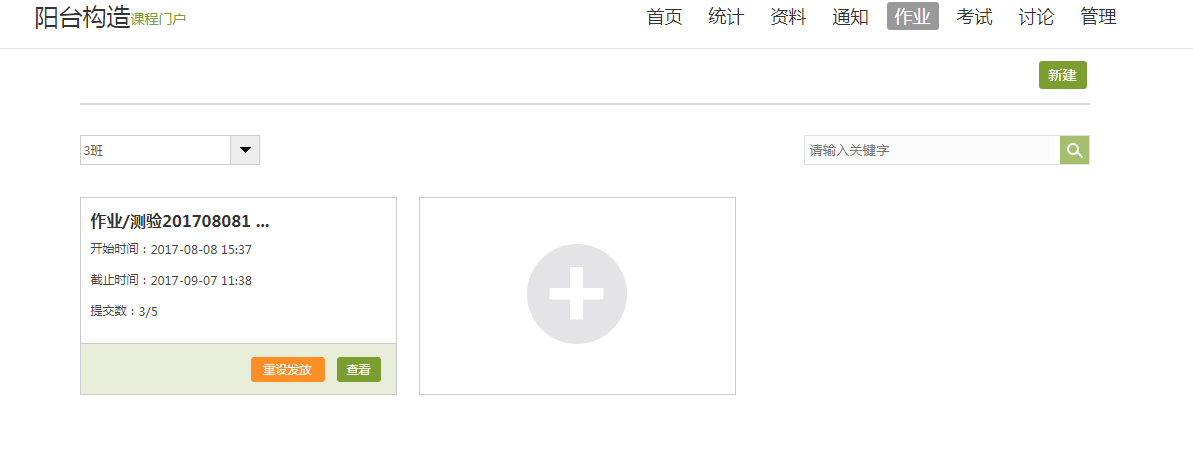 阳台构造课程门户
首页 统计 资料 通知 作业 考试 讨论 管理
新建
3班
请输入关键字
作业/测验201708081 ...
开始时间：2017-08-08 15:37
截止时间：2017-09-07 11:38
提交数：3/5
重设发放 查看